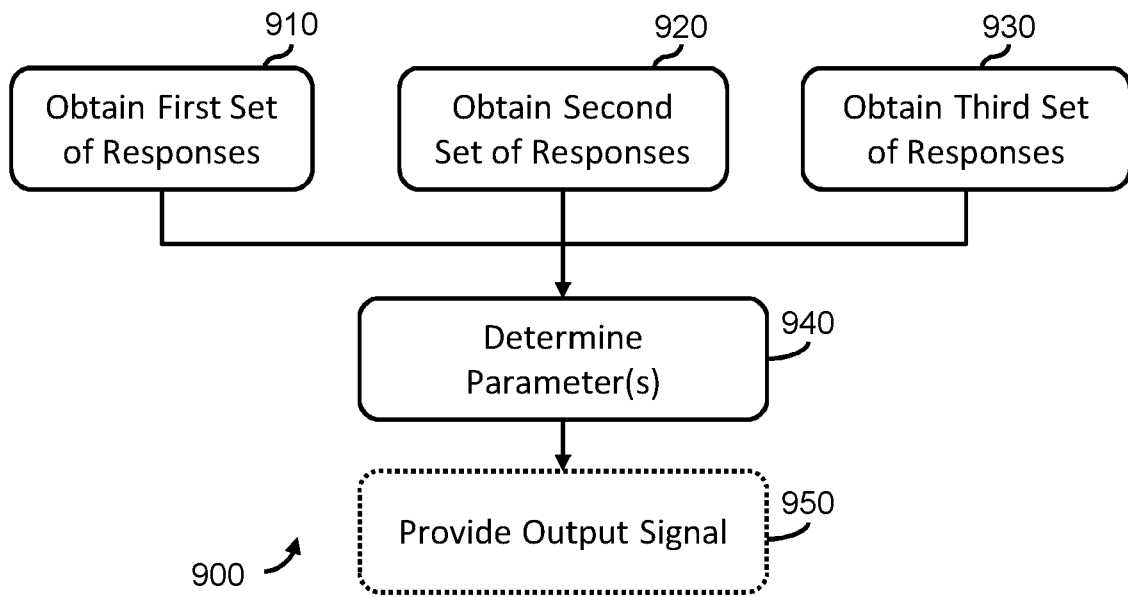 910
920
930
Obtain First Set
of Responses
Obtain Second
Set of Responses
Obtain Third Set
of Responses
940
Determine
Parameter(s)
950
Provide Output Signal
900